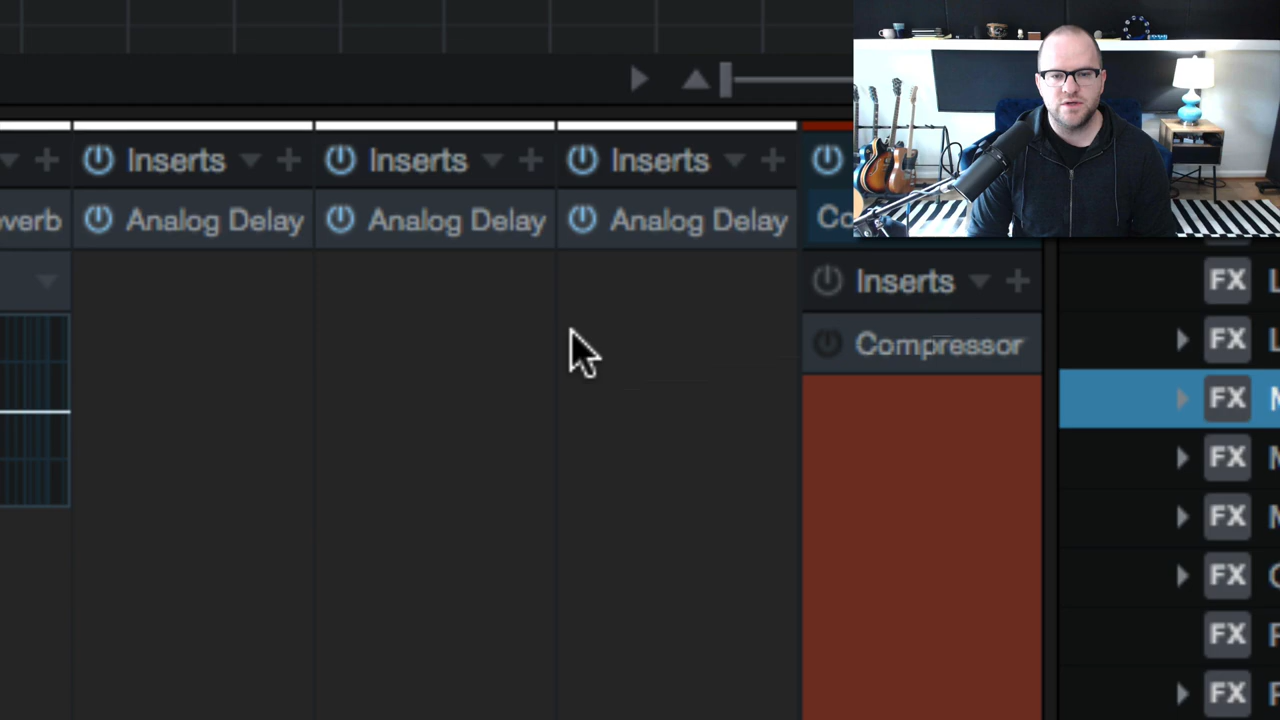 Inserts Inserts Inserts
verb Analog Delay Analog Delay Analog Delay Co
Inserts FX L
Compressor FX L
FX
FX
FX
FX
FX
FX